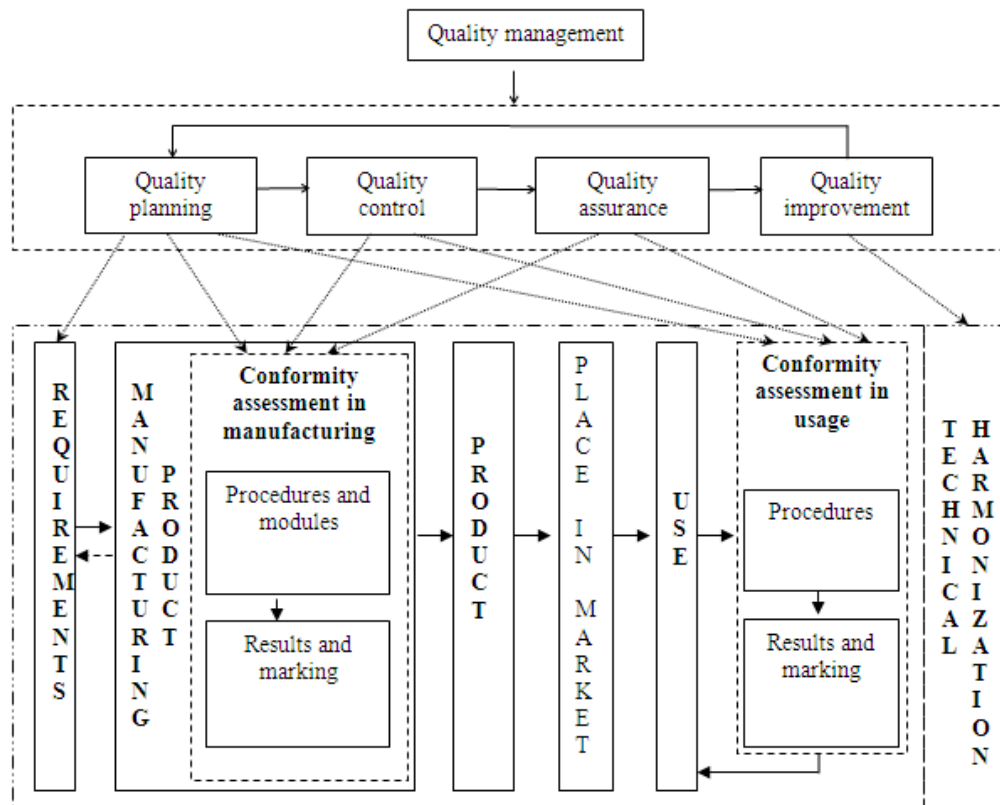 Quality management
Quality
planning
Quality
control
Quality
assurance
Quality
improvement
REQUIREMENTS
MANUFACTURING
PRODUCT
Conformity
assessment in
manufacturing
Procedures and
modules
Results and
marking
PRODUCT
PLACE IN MARKET
USE
Conformity
assessment in
usage
Procedures
Results and
marking
TECHNICAL
HARMONIZATION